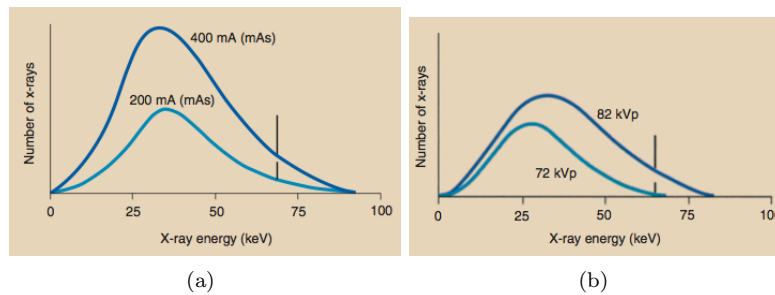 400 mA (mAs)
200 mA (mAs)
Number of x-rays
0 25 50 75 100
X-ray energy (keV)
(a)
82 kVp
72 kVp
Number of x-rays
0 25 50 75 100
X-ray energy (keV)
(b)